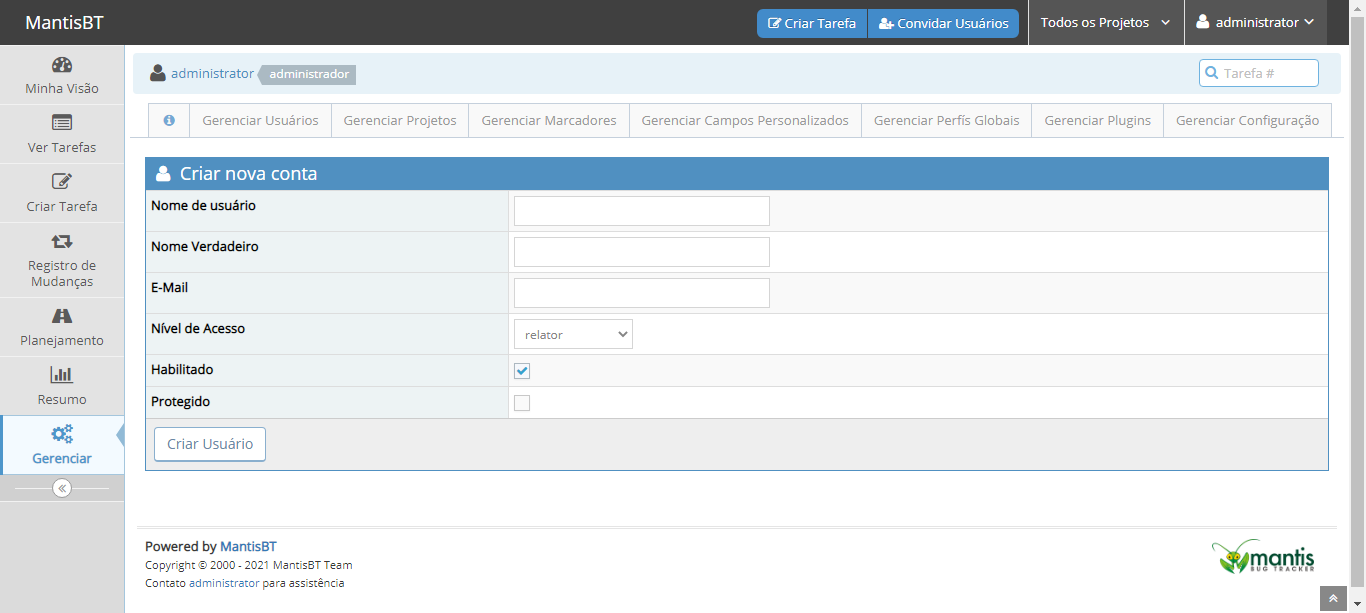 MantisBT
Criar Tarefa
Convidar Usuários
Todos os Projetos
administrator
Minha Visão
Ver Tarefas
Criar Tarefa
Registro de
Mudanças
Planejamento
Resumo
Gerenciar
administrator
administrador
Tarefa #
Gerenciar Usuários
Gerenciar Projetos
Gerenciar Marcadores
Gerenciar Campos Personalizados
Gerenciar Perfís Globais
Gerenciar Plugins
Gerenciar Configuração
Criar nova conta
Nome de usuário
Nome Verdadeiro
E-Mail
Nível de Acesso
relator
Habilitado
Protegido
Criar Usuário
Powered by MantisBT
Copyright © 2000 - 2021 MantisBT Team
Contato administrator para assistência
mantis
BUG TRACKER